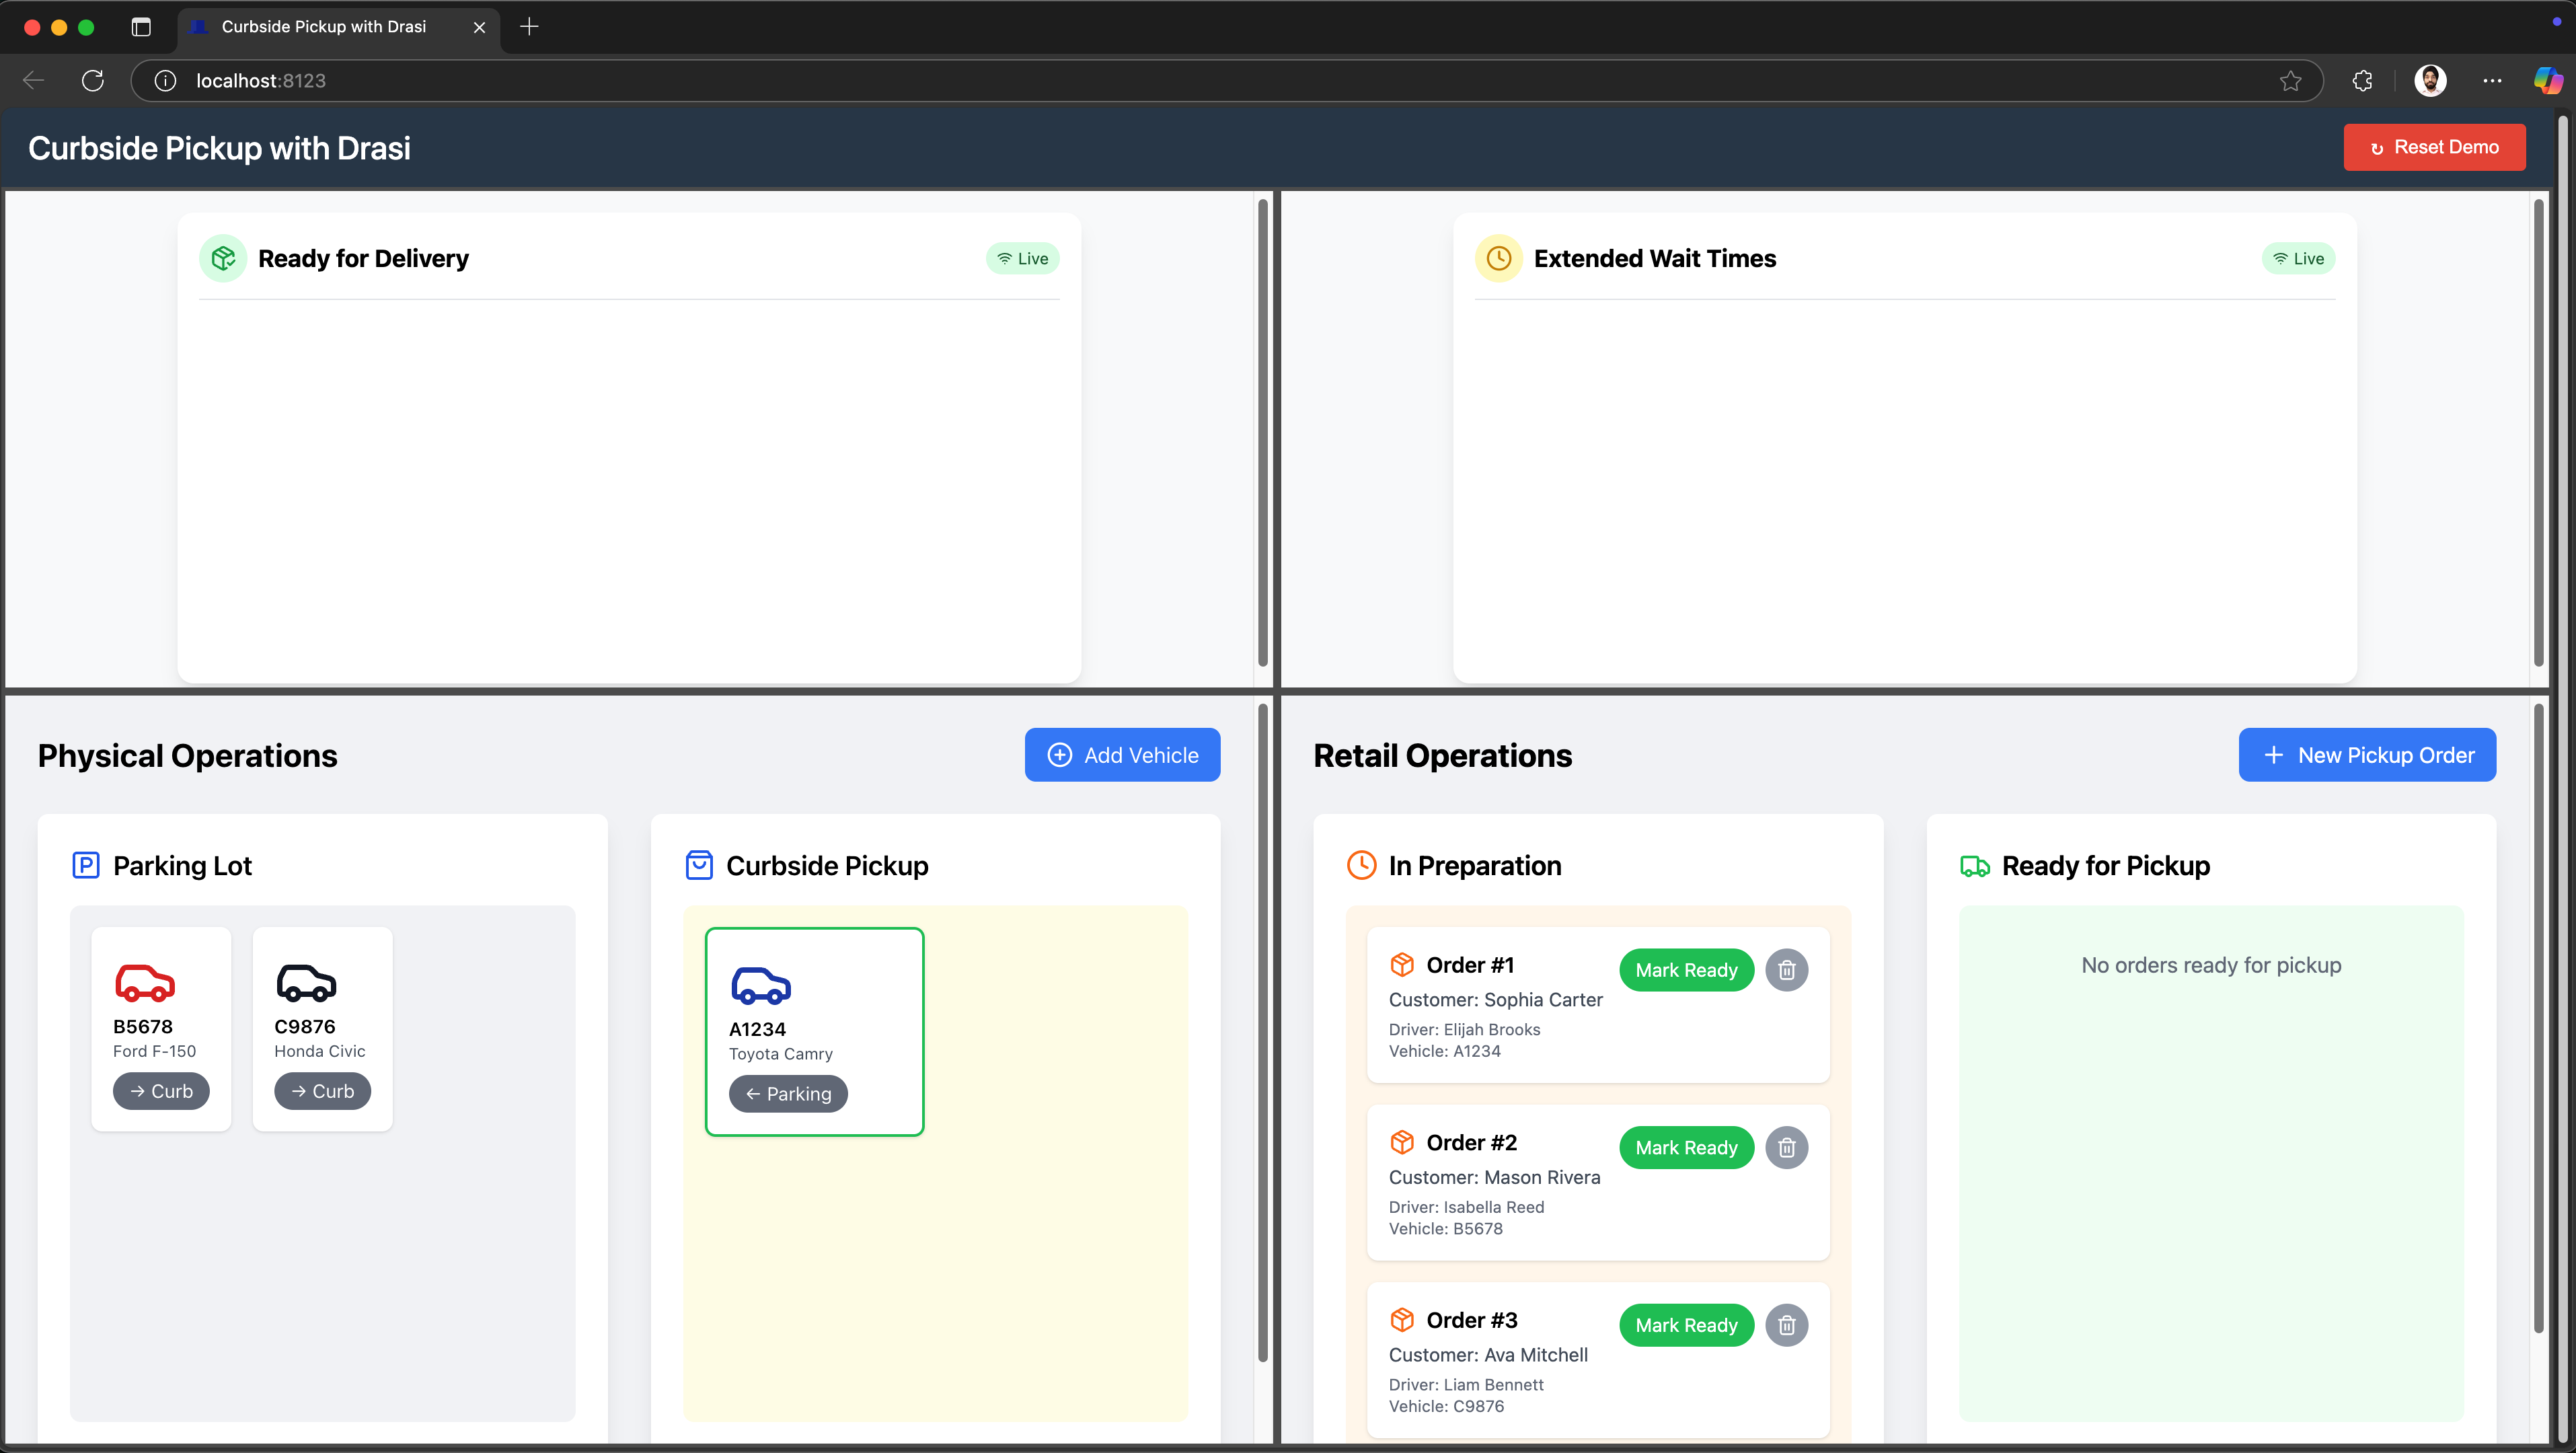 Curbside Pickup with Drasi
localhost:8123
Curbside Pickup with Drasi
Reset Demo
Ready for Delivery
Live
Extended Wait Times
Live
Physical Operations
Add Vehicle
Parking Lot
B5678
Ford F-150
→ Curb
C9876
Honda Civic
→ Curb
Curbside Pickup
A1234
Toyota Camry
← Parking
Retail Operations
+ New Pickup Order
In Preparation
Order #1
Mark Ready
Customer: Sophia Carter
Driver: Elijah Brooks
Vehicle: A1234
Order #2
Mark Ready
Customer: Mason Rivera
Driver: Isabella Reed
Vehicle: B5678
Order #3
Mark Ready
Customer: Ava Mitchell
Driver: Liam Bennett
Vehicle: C9876
Ready for Pickup
No orders ready for pickup